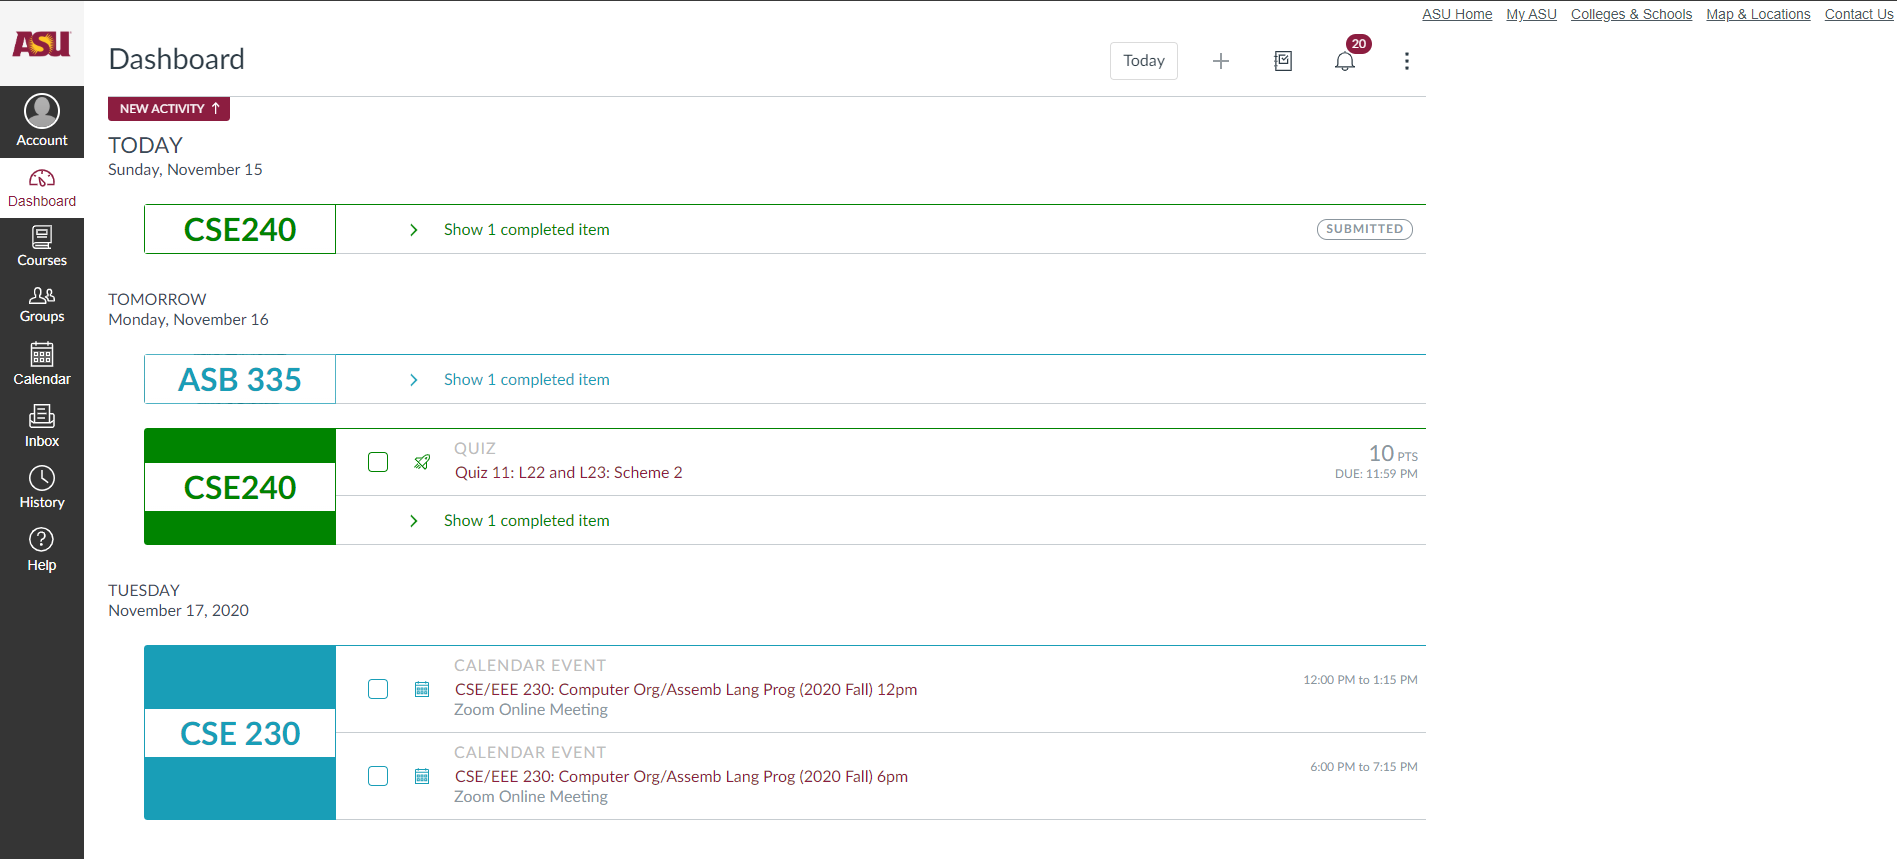 ASU Home My ASU Colleges & Schools Map & Locations Contact Us
ASU
Dashboard
Today
20
Account
Dashboard
Courses
Groups
Calendar
Inbox
History
Help
NEW ACTIVITY ↑
TODAY
Sunday, November 15
CSE240
Show 1 completed item
SUBMITTED
TOMORROW
Monday, November 16
ASB 335
Show 1 completed item
CSE240
QUIZ
Quiz 11: L22 and L23: Scheme 2
10 PTS
DUE: 11:59 PM
Show 1 completed item
TUESDAY
November 17, 2020
CSE 230
CALENDAR EVENT
CSE/EEE 230: Computer Org/Assemb Lang Prog (2020 Fall) 12pm
Zoom Online Meeting
12:00 PM to 1:15 PM
CALENDAR EVENT
CSE/EEE 230: Computer Org/Assemb Lang Prog (2020 Fall) 6pm
Zoom Online Meeting
6:00 PM to 7:15 PM